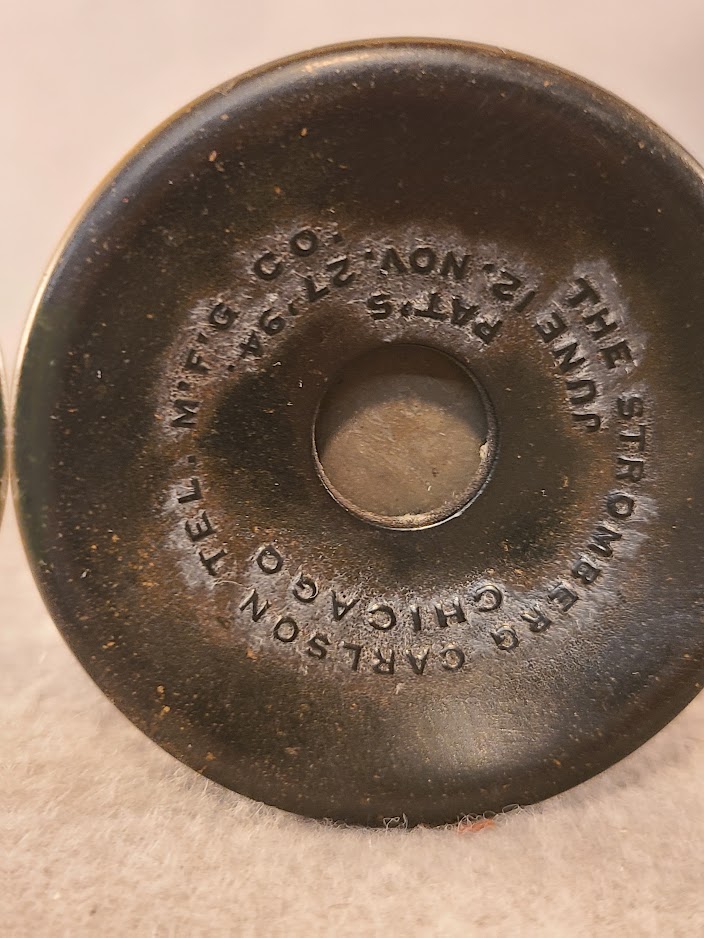 THE STROMBERG CARLSON TEL. M'F'G CO.
CHICAGO
PAT'S
JUNE 12. NOV. 27. '94.